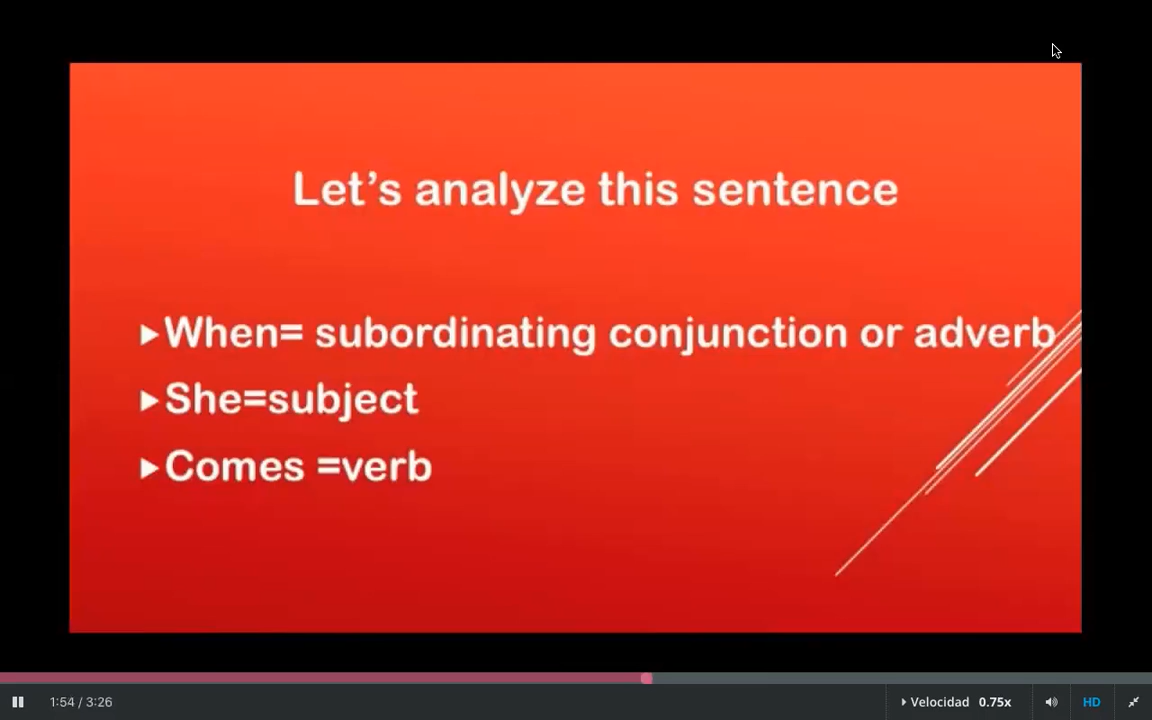 Let's analyze this sentence
▶When= subordinating conjunction or adverb
▶She=subject
▶Comes =verb
1:54 / 3:26
Velocidad 0.75x
HD